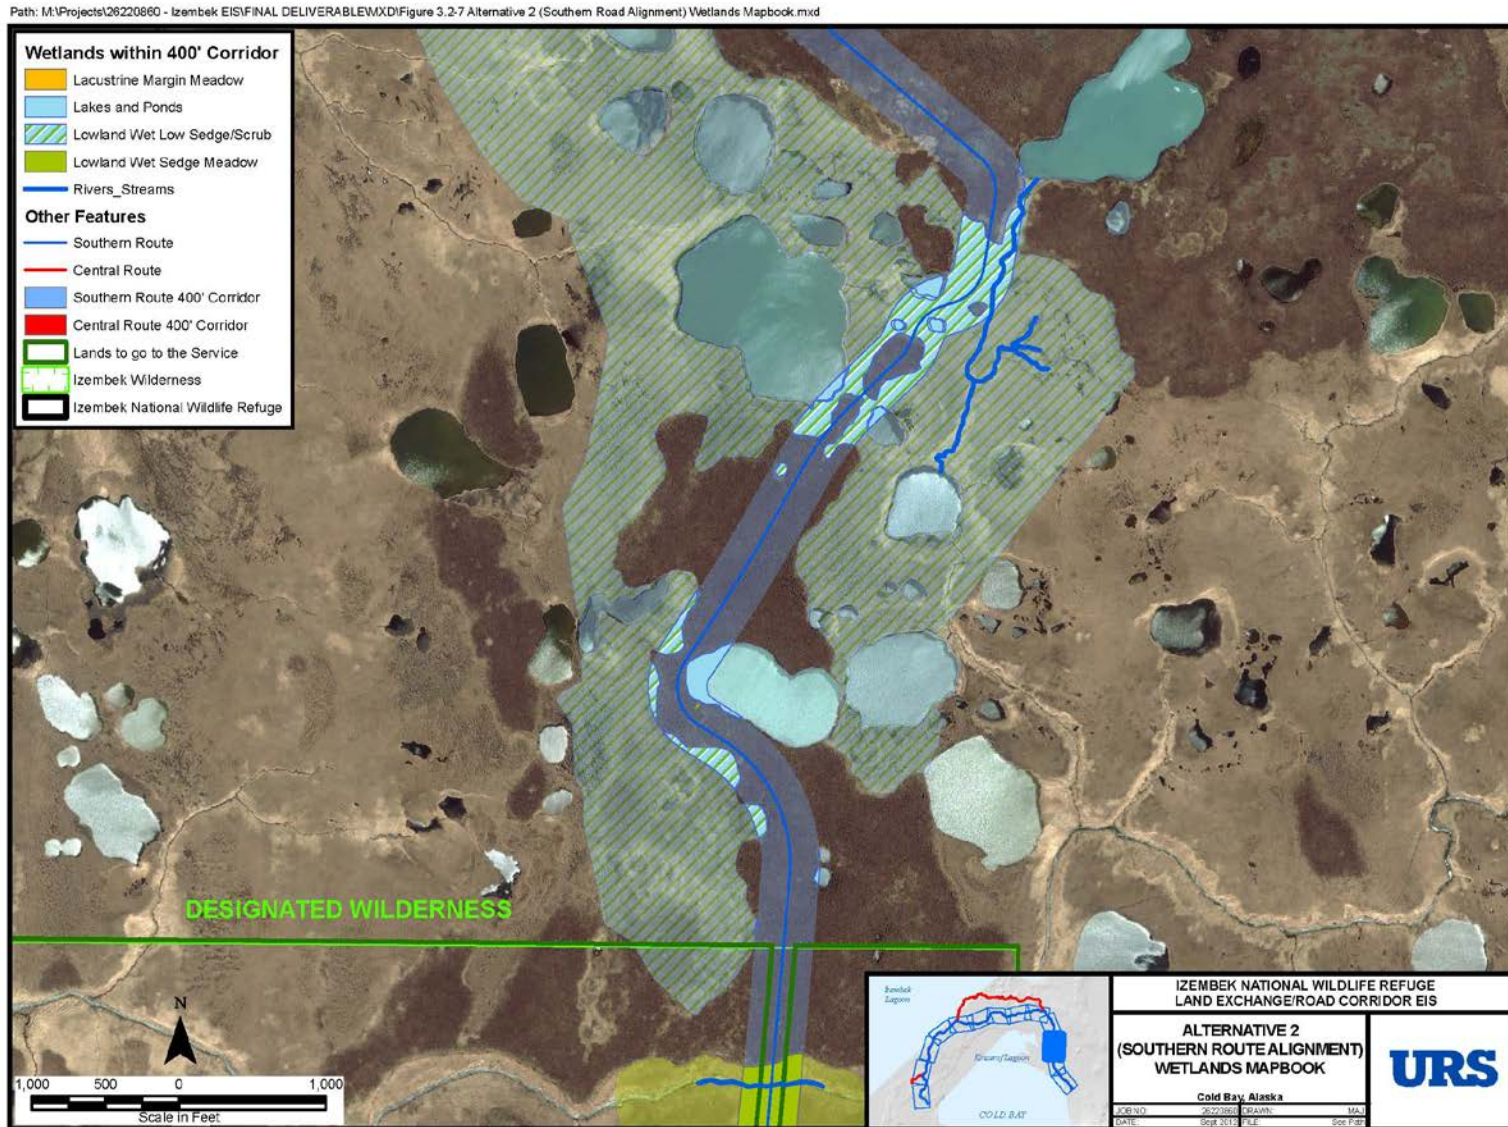 Path: M:\Projects\26220860 - Izembek EIS\FINAL DELIVERABLE\MXD\Figure 3.2-7 Alternative 2 (Southern Road Alignment) Wetlands Mapbook.mxd
Wetlands within 400' Corridor
Lacustrine Margin Meadow
Lakes and Ponds
Lowland Wet Low Sedge/Scrub
Lowland Wet Sedge Meadow
Rivers_Streams
Other Features
Southern Route
Central Route
Southern Route 400' Corridor
Central Route 400' Corridor
Lands to go to the Service
Izembek Wilderness
Izembek National Wildlife Refuge
DESIGNATED WILDERNESS
N
1,000 500 0 1,000
Scale in Feet
Izembek
Lagoon
Kinzarof Lagoon
COLD BAY
IZEMBEK NATIONAL WILDLIFE REFUGE
LAND EXCHANGE/ROAD CORRIDOR EIS
ALTERNATIVE 2
(SOUTHERN ROUTE ALIGNMENT)
WETLANDS MAPBOOK
Cold Bay, Alaska
JOB NO: 26220860 DRAWN: MAJ
DATE: Sept 2012 FILE: See Path
URS